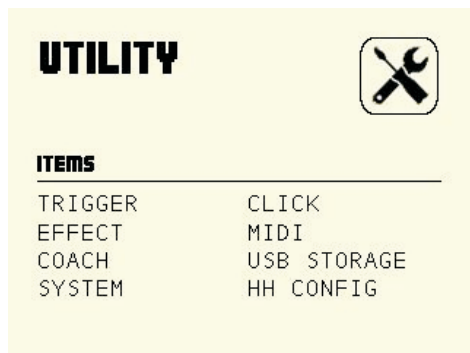 UTILITY
ITEMS
TRIGGER CLICK
EFFECT MIDI
COACH USB STORAGE
SYSTEM HH CONFIG